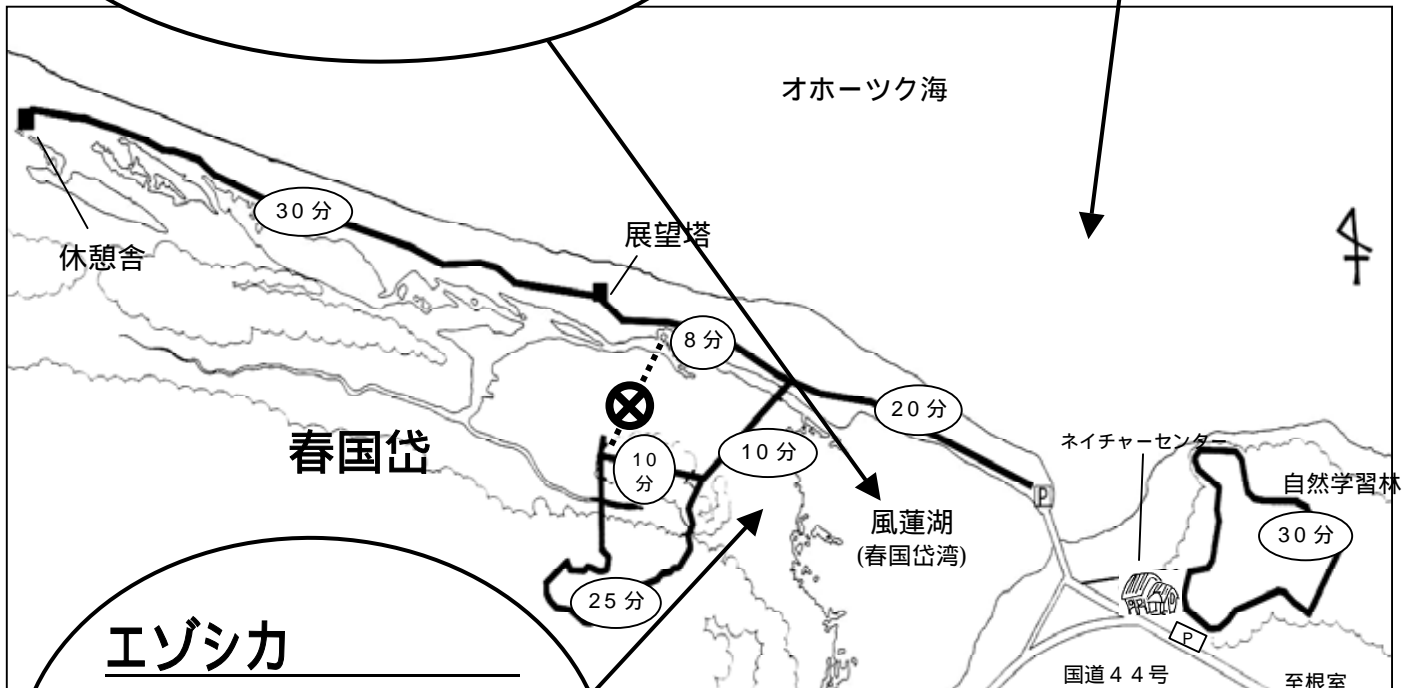 オホーツク海
30分
展望塔
休憩舎
8分
20分
ネイチャーセンター
春国岱
10
分
10分
P
自然学習林
風蓮湖
(春国岱湾)
30分
25分
エゾシカ
P
国道44号
至根室